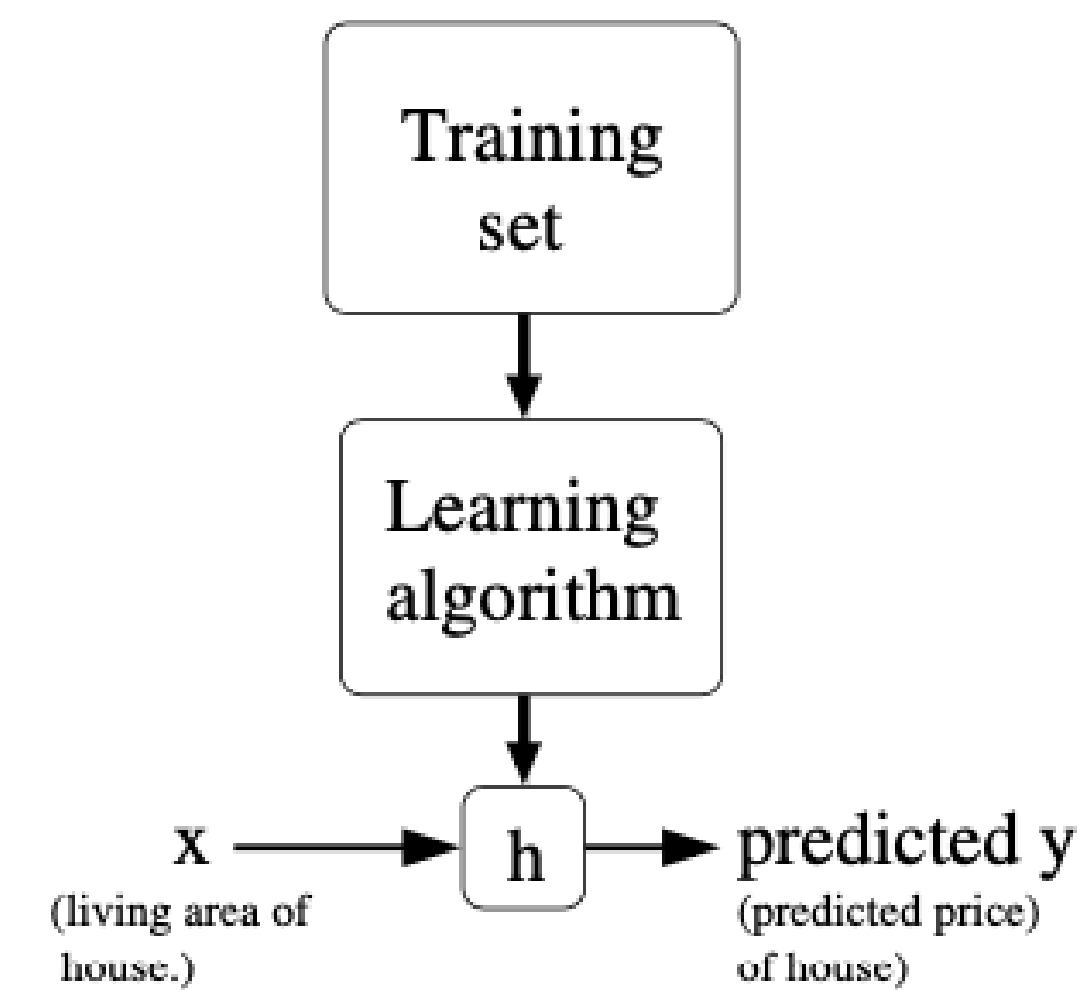 Training
set
Learning
algorithm
x
h
predicted y
(living area of
house.)
(predicted price)
of house)